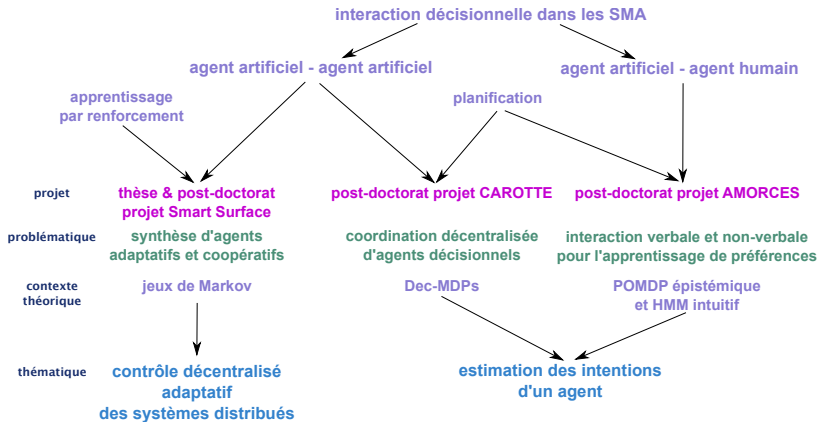 interaction décisionnelle dans les SMA
agent artificiel - agent artificiel
agent artificiel - agent humain
apprentissage
par renforcement
planification
projet
thèse & post-doctorat
projet Smart Surface
post-doctorat projet CAROTTE
post-doctorat projet AMORCES
problématique
synthèse d'agents
adaptatifs et coopératifs
coordination décentralisée
d'agents décisionnels
interaction verbale et non-verbale
pour l'apprentissage de préférences
contexte
théorique
jeux de Markov
Dec-MDPs
POMDP épistémique
et HMM intuitif
thématique
contrôle décentralisé
adaptatif
des systèmes distribués
estimation des intentions
d'un agent